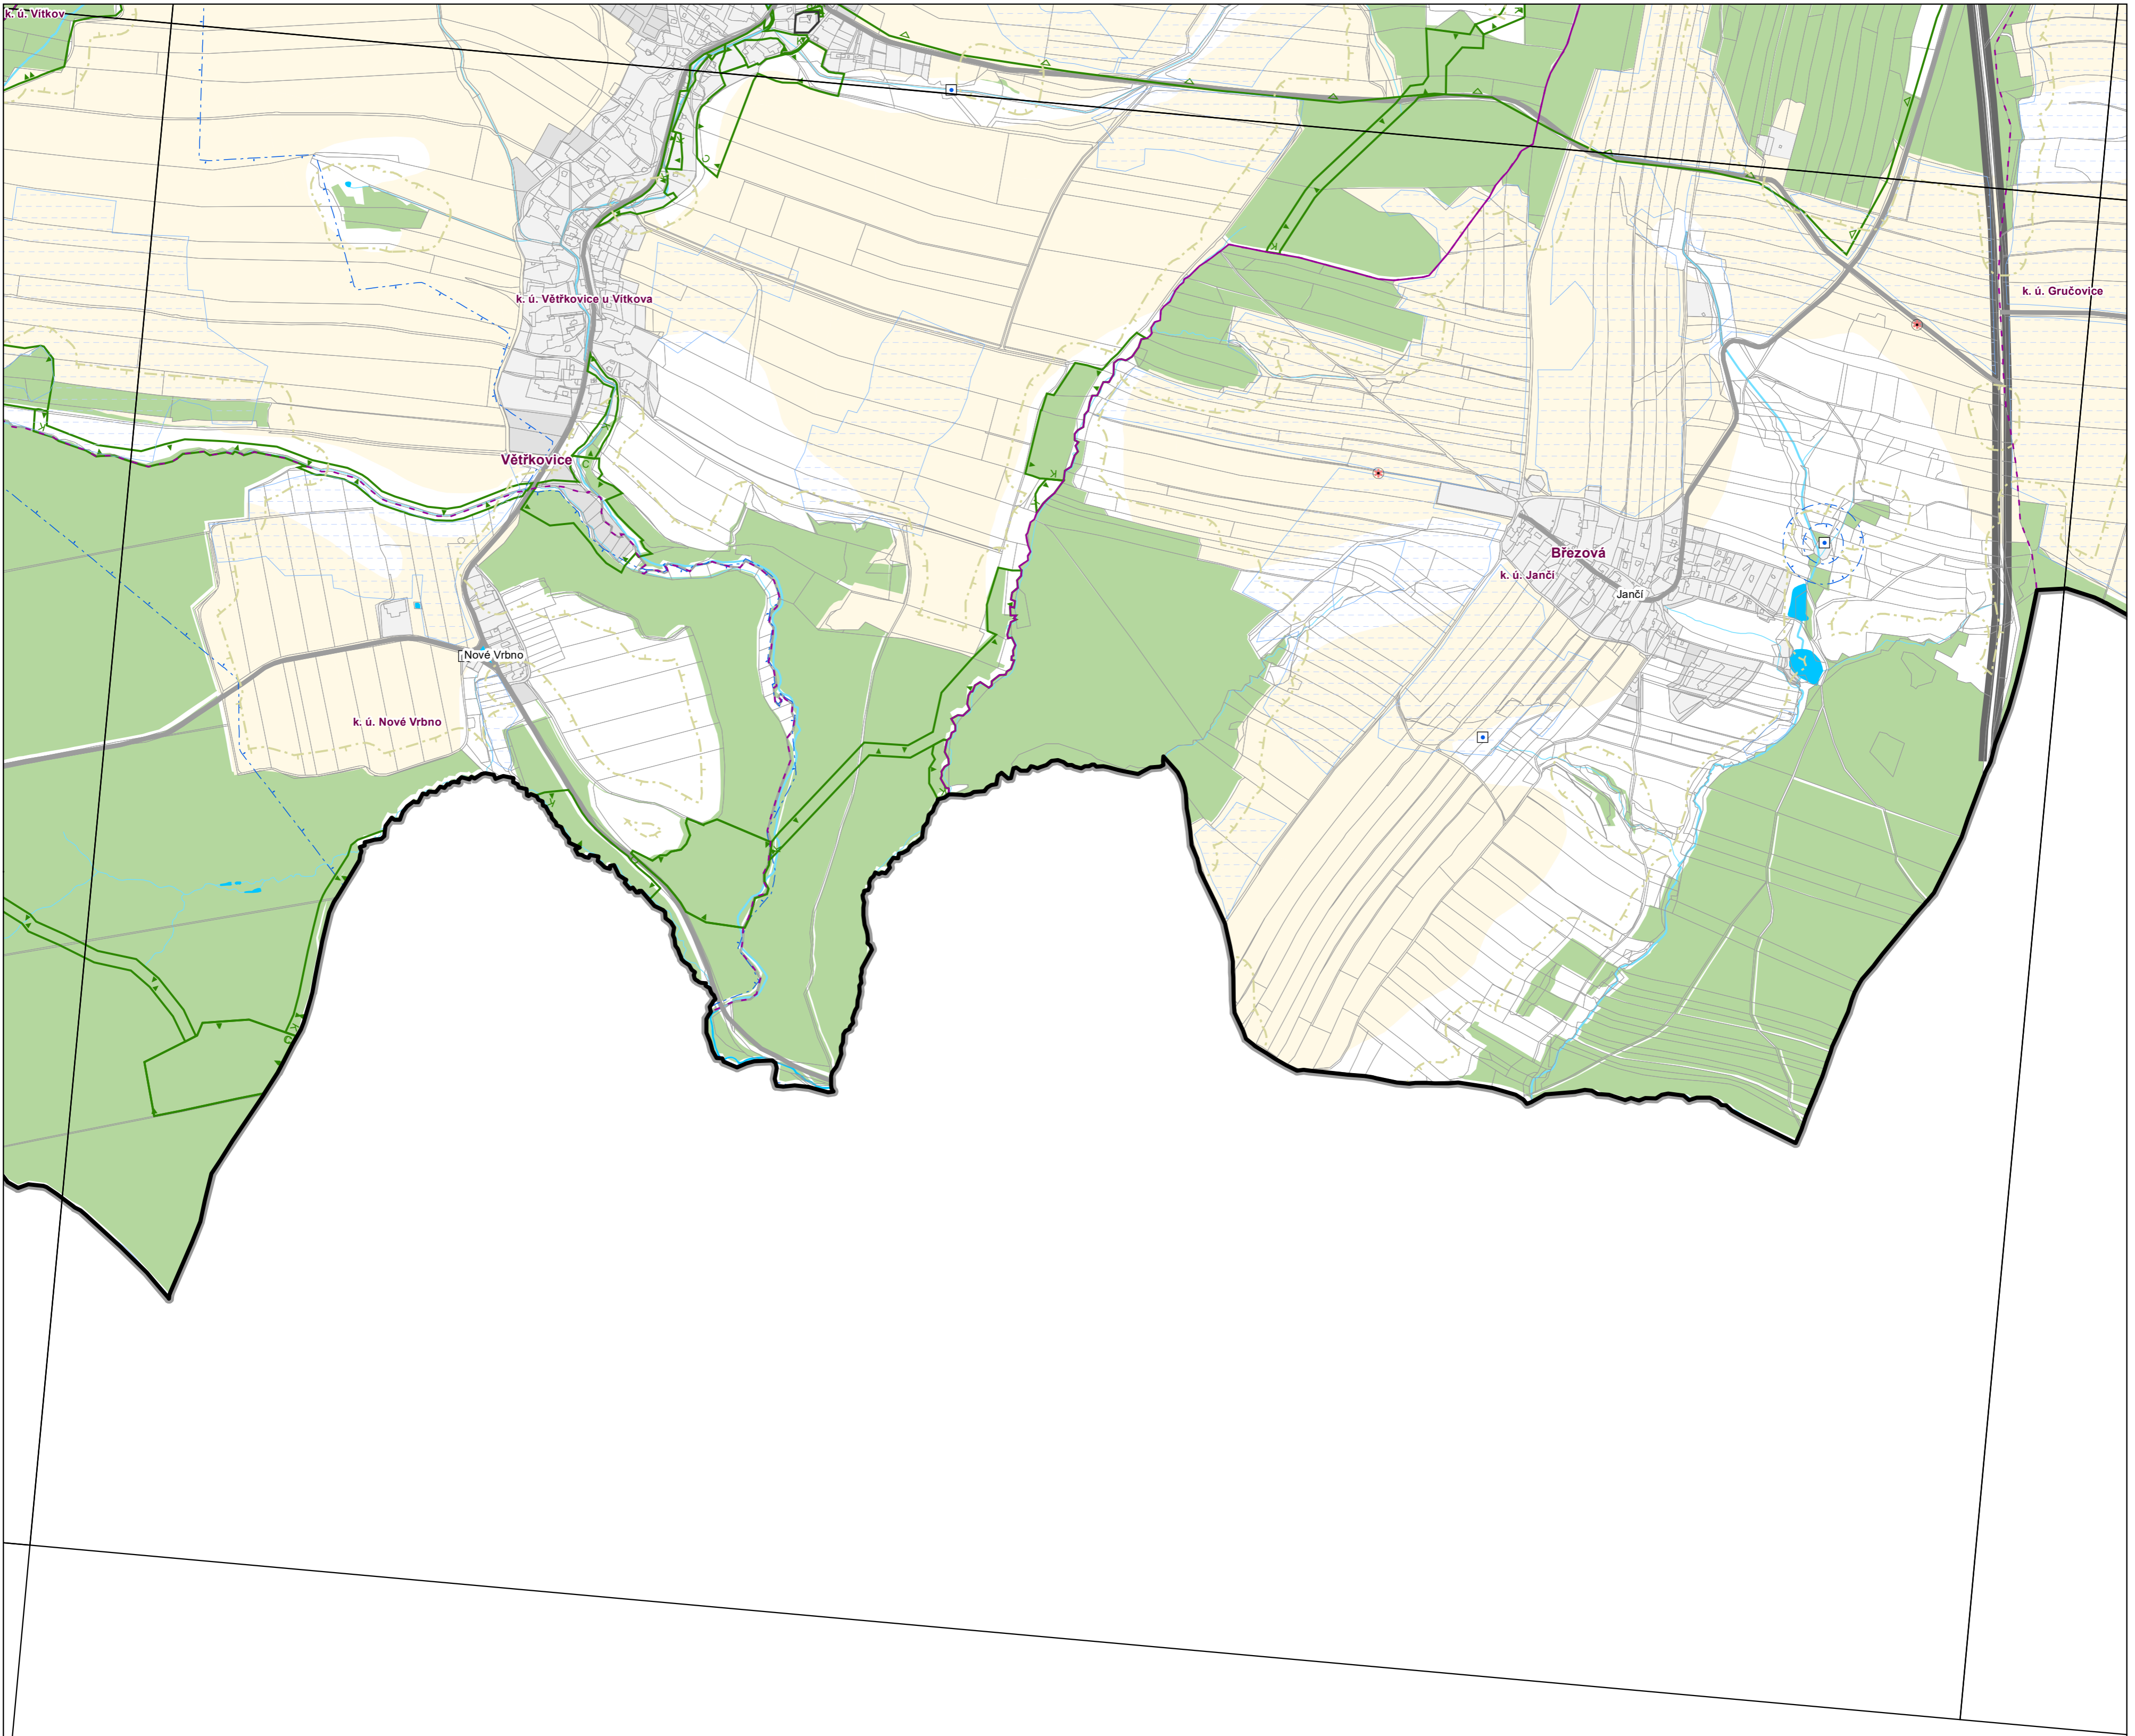 k. ú. Vítkov
k. ú. Gručovice
k. ú. Větřkovice u Vítkova
Větřkovice
Březová
k. ú. Jančí
Jančí
Nové Vrbno
k. ú. Nové Vrbno